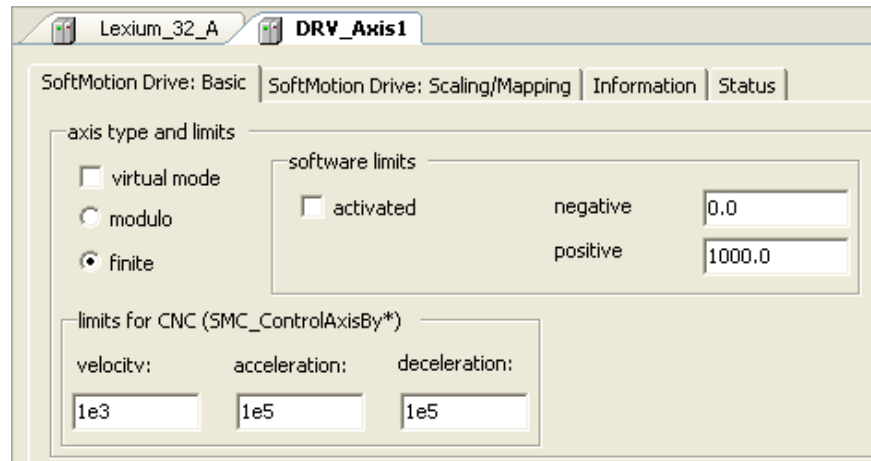 Lexium_32_A DRV_Axis1
SoftMotion Drive: Basic SoftMotion Drive: Scaling/Mapping Information Status
axis type and limits
virtual mode
modulo
finite
software limits
activated
negative 0.0
positive 1000.0
limits for CNC (SMC_ControlAxisBy*)
velocity: acceleration: deceleration:
1e3 1e5 1e5